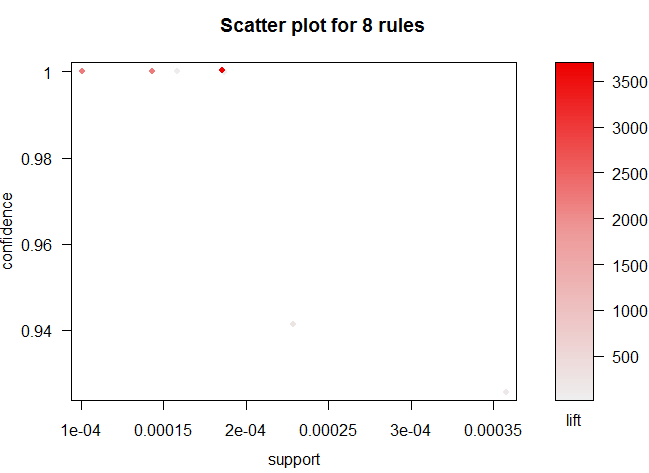 Scatter plot for 8 rules
1
0.98
0.96
0.94
confidence
1e-04
0.00015
2e-04
0.00025
3e-04
0.00035
support
3500
3000
2500
2000
1500
1000
500
lift